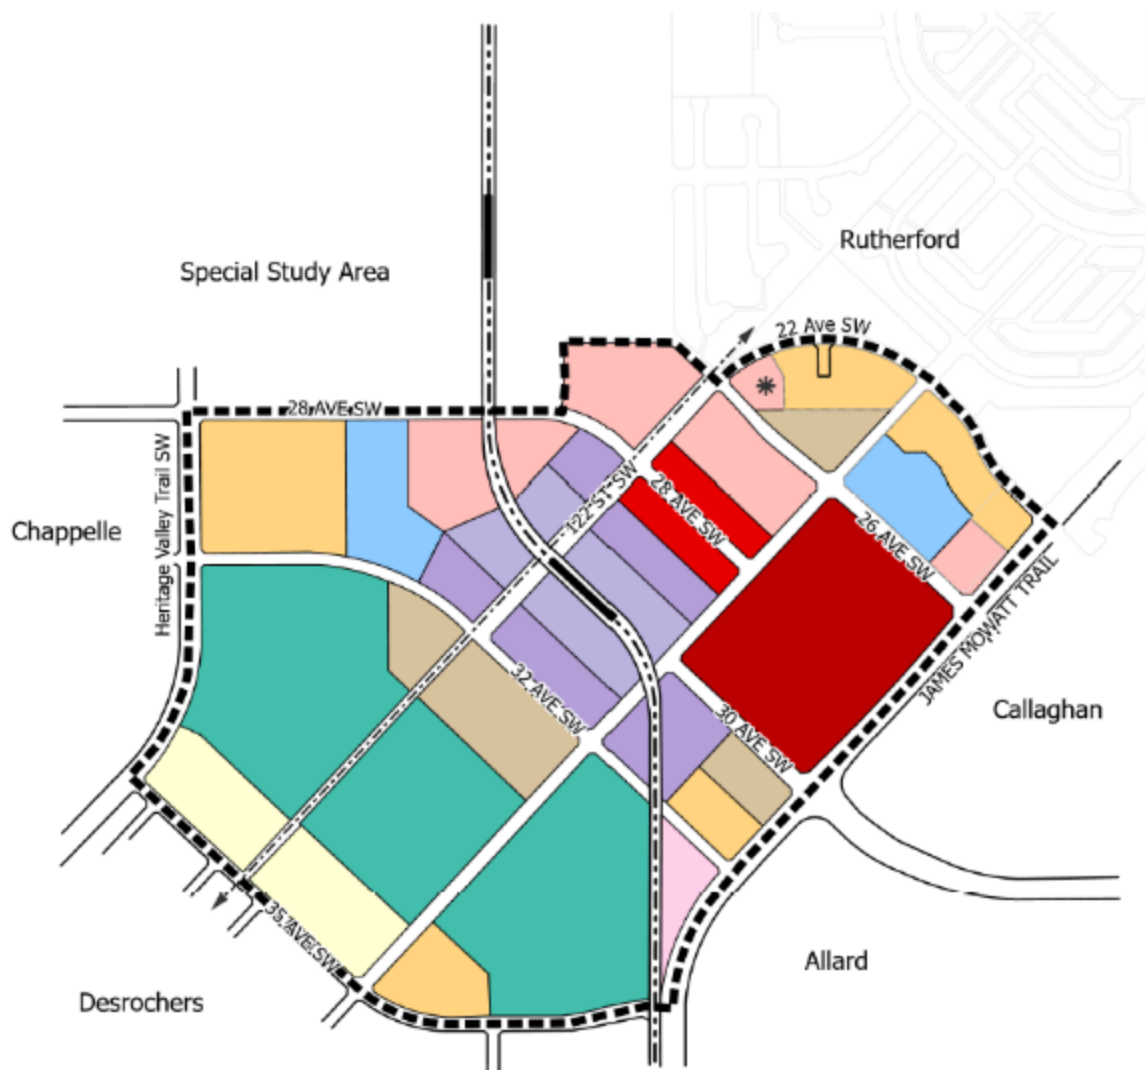 Rutherford
Special Study Area
22 Ave SW
28 AVE SW
Heritage Valley Trail SW
122 ST SW
28 AVE SW
Chappelle
26 AVE SW
JAMES MOWATT TRAIL
32 AVE SW
30 AVE SW
Callaghan
35 AVE SW
Allard
Desrochers